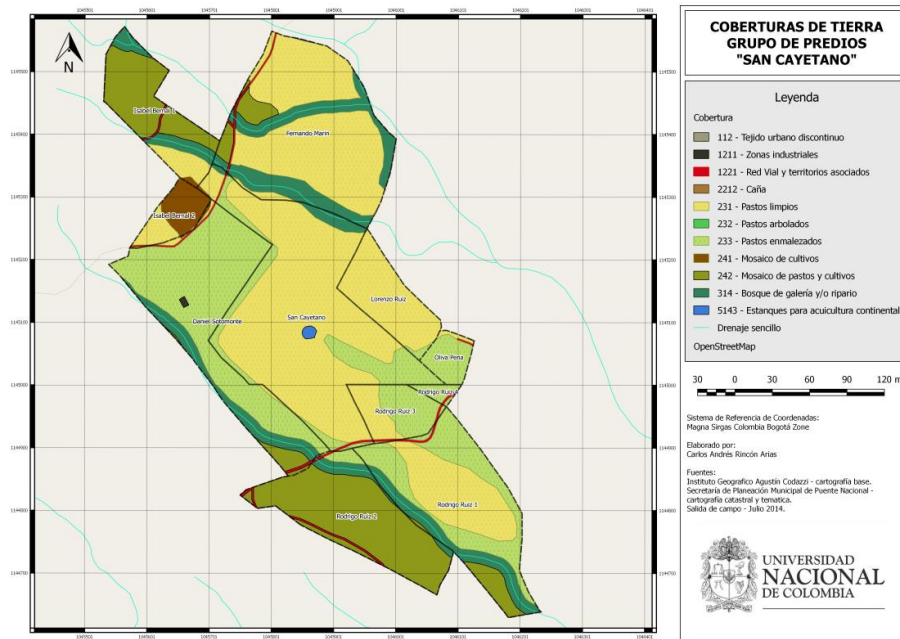 COBERTURAS DE TIERRA
GRUPO DE PREDIOS
"SAN CAYETANO"
Leyenda
Cobertura
112 - Tejido urbano discontinuo
1211 - Zonas industriales
1221 - Red Vial y territorios asociados
2212 - Caña
231 - Pastos limpios
232 - Pastos arbolados
233 - Pastos enmalezados
241 - Mosaico de cultivos
242 - Mosaico de pastos y cultivos
314 - Bosque de galería y/o ripario
5143 - Estanques para acuicultura continental
Drenaje sencillo
OpenStreetMap
30 0 30 60 90 120 m
Sistema de Referencia de Coordenadas:
Magna Sirgas Colombia Bogotá Zone
Elaborado por:
Carlos Andrés Rincón Arias
Fuentes:
Instituto Geografico Agustín Codazzi - cartografía base.
Secretaría de Planeación Municipal de Puente Nacional -
cartografía catastral y tematica.
Salida de campo - Julio 2014.
UNIVERSIDAD
NACIONAL
DE COLOMBIA
N
Isabel Bernal 1
Fernando Marin
Isabel Bernal 2
Lorenzo Ruiz
San Cayetano
Daniel Sotomonte
Oliva Peña
Rodrigo Ruiz
Rodrigo Ruiz 3
Rodrigo Ruiz 1
Rodrigo Ruiz 2